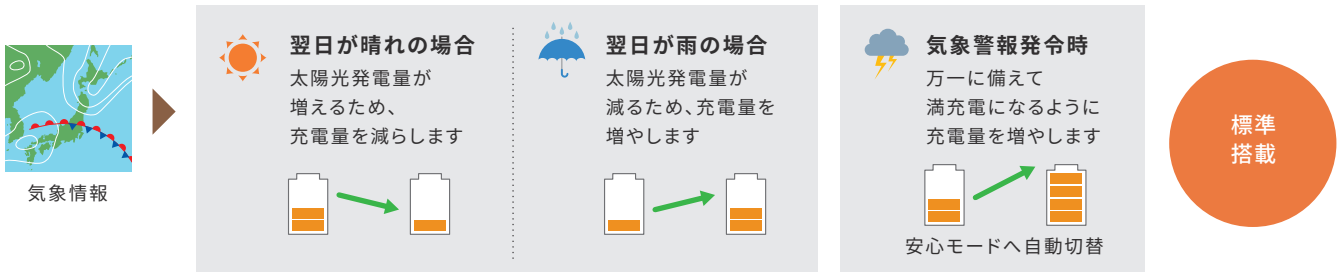 気象情報
翌日が晴れの場合
太陽光発電量が
増えるため、
充電量を減らします
翌日が雨の場合
太陽光発電量が
減るため、充電量を
増やします
気象警報発令時
万一に備えて
満充電になるように
充電量を増やします
安心モードへ自動切替
標準
搭載